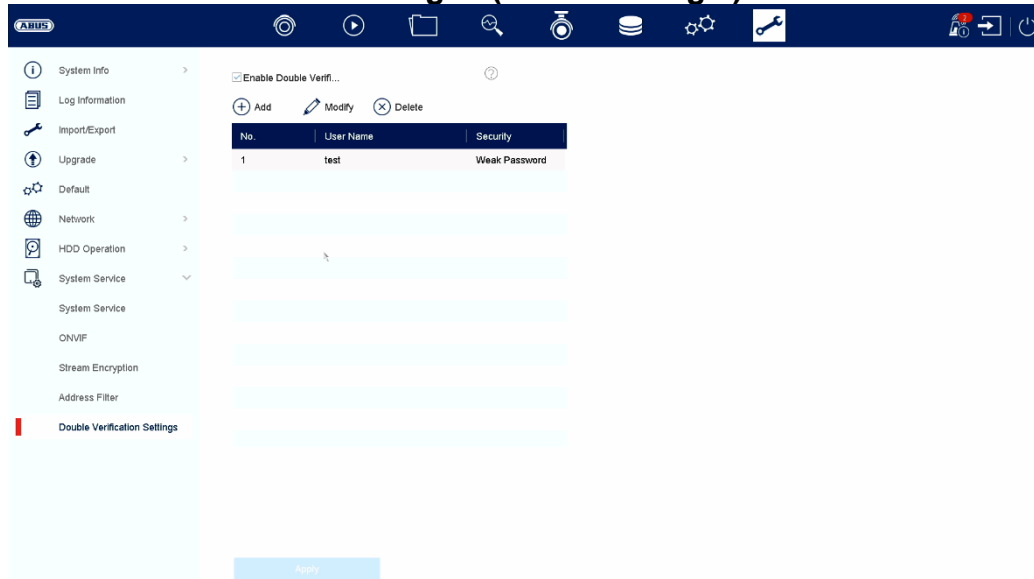 ABUS
2
System Info
Log Information
Import/Export
Upgrade
Default
Network
HDD Operation
System Service
System Service
ONVIF
Stream Encryption
Address Filter
Double Verification Settings
Enable Double Verifi...
Add Modify Delete
No. User Name Security
1 test Weak Password
Apply